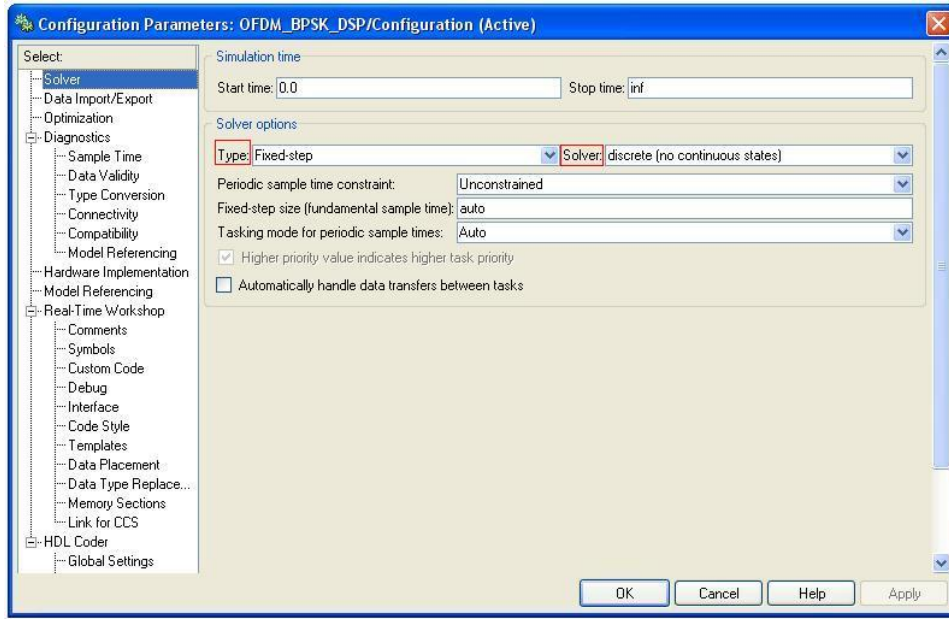 Configuration Parameters: OFDM_BPSK_DSP/Configuration (Active)
Select:
Solver
Data Import/Export
Optimization
Diagnostics
Sample Time
Data Validity
Type Conversion
Connectivity
Compatibility
Model Referencing
Hardware Implementation
Model Referencing
Real-Time Workshop
Comments
Symbols
Custom Code
Debug
Interface
Code Style
Templates
Data Placement
Data Type Replace...
Memory Sections
Link for CCS
HDL Coder
Global Settings
Simulation time
Start time: 0.0 Stop time: inf
Solver options
Type: Fixed-step Solver: discrete (no continuous states)
Periodic sample time constraint: Unconstrained
Fixed-step size (fundamental sample time): auto
Tasking mode for periodic sample times: Auto
Higher priority value indicates higher task priority
Automatically handle data transfers between tasks
OK Cancel Help Apply